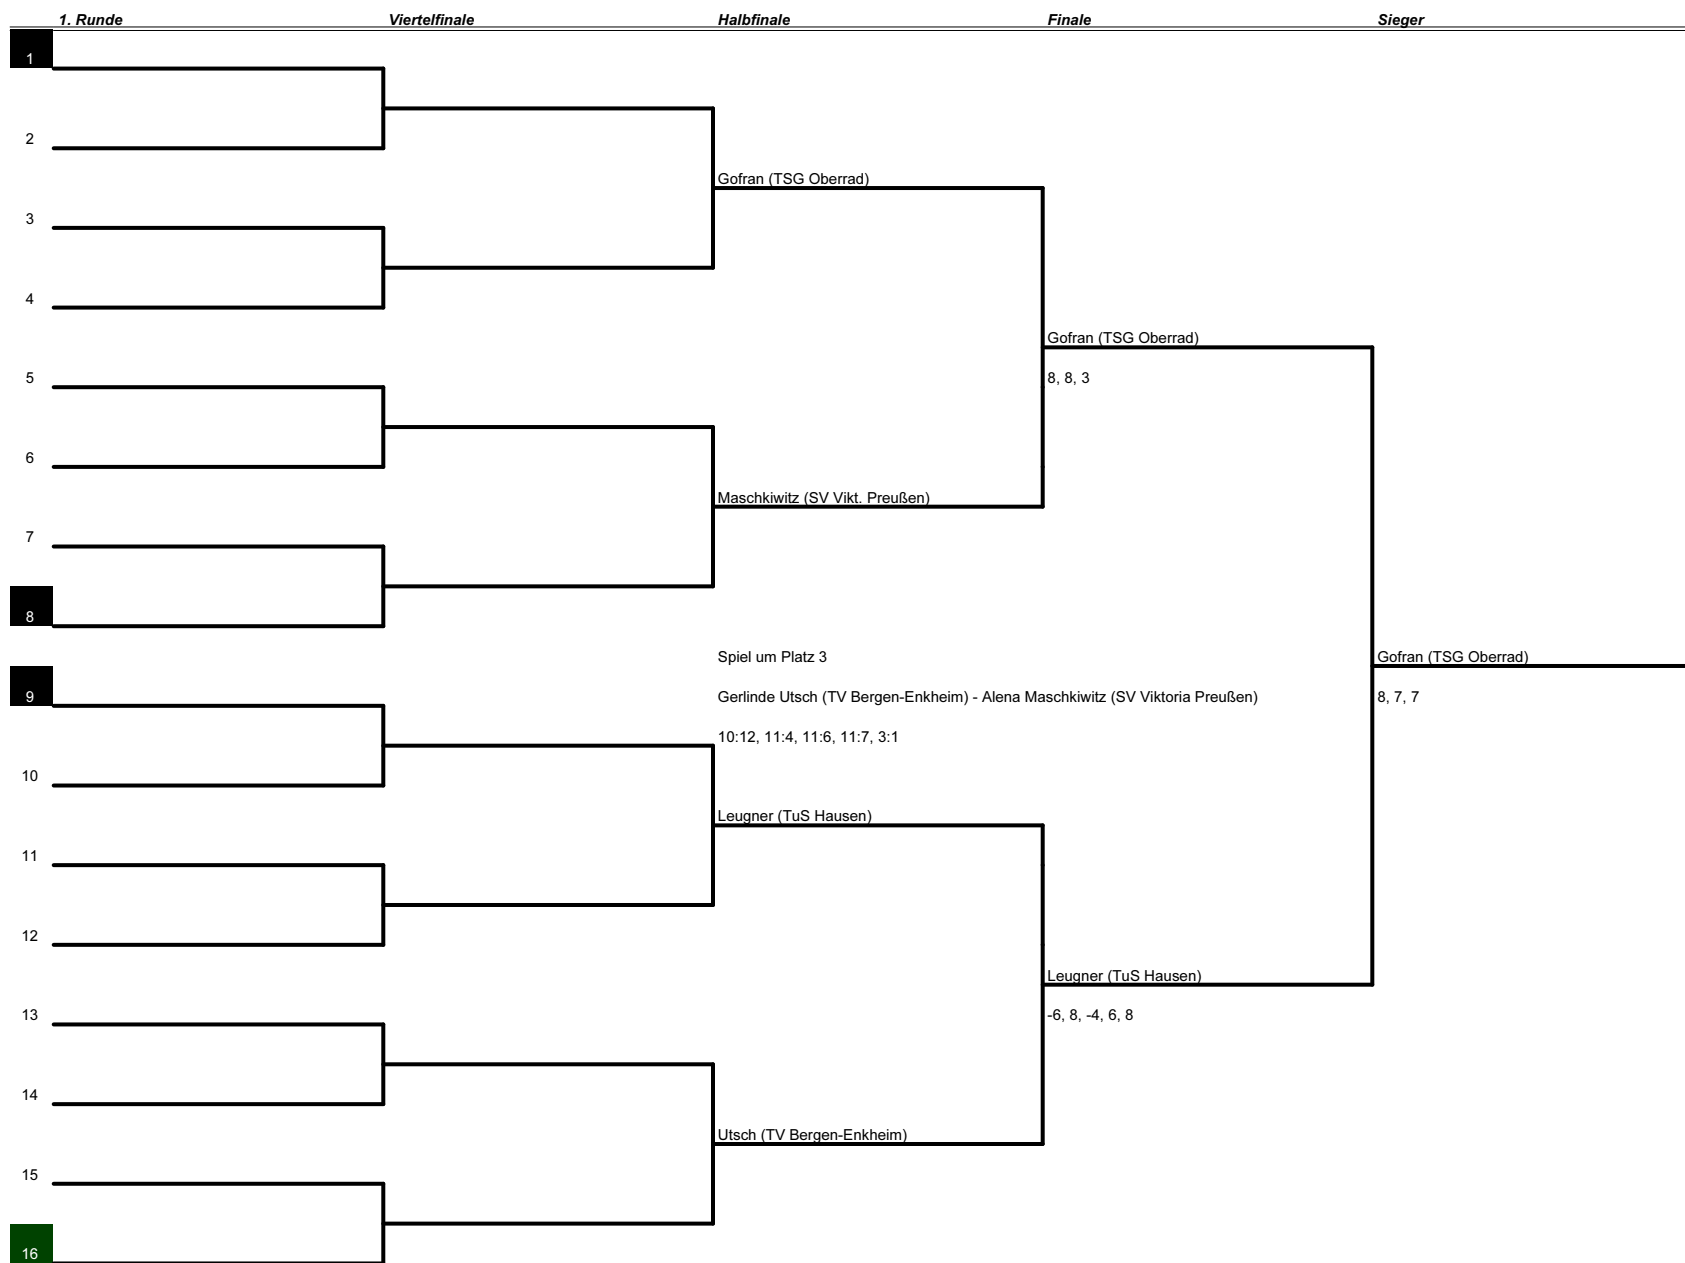 1. Runde Viertelfinale Halbfinale Finale Sieger
1
2
Gofran (TSG Oberrad)
3
4
Gofran (TSG Oberrad)
5 8, 8, 3
6
Maschkiwitz (SV Vikt. Preußen)
7
8
Spiel um Platz 3 Gofran (TSG Oberrad)
9 Gerlinde Utsch (TV Bergen-Enkheim) - Alena Maschkiwitz (SV Viktoria Preußen) 8, 7, 7
10:12, 11:4, 11:6, 11:7, 3:1
10
Leugner (TuS Hausen)
11
12
Leugner (TuS Hausen)
13 -6, 8, -4, 6, 8
14
Utsch (TV Bergen-Enkheim)
15
16